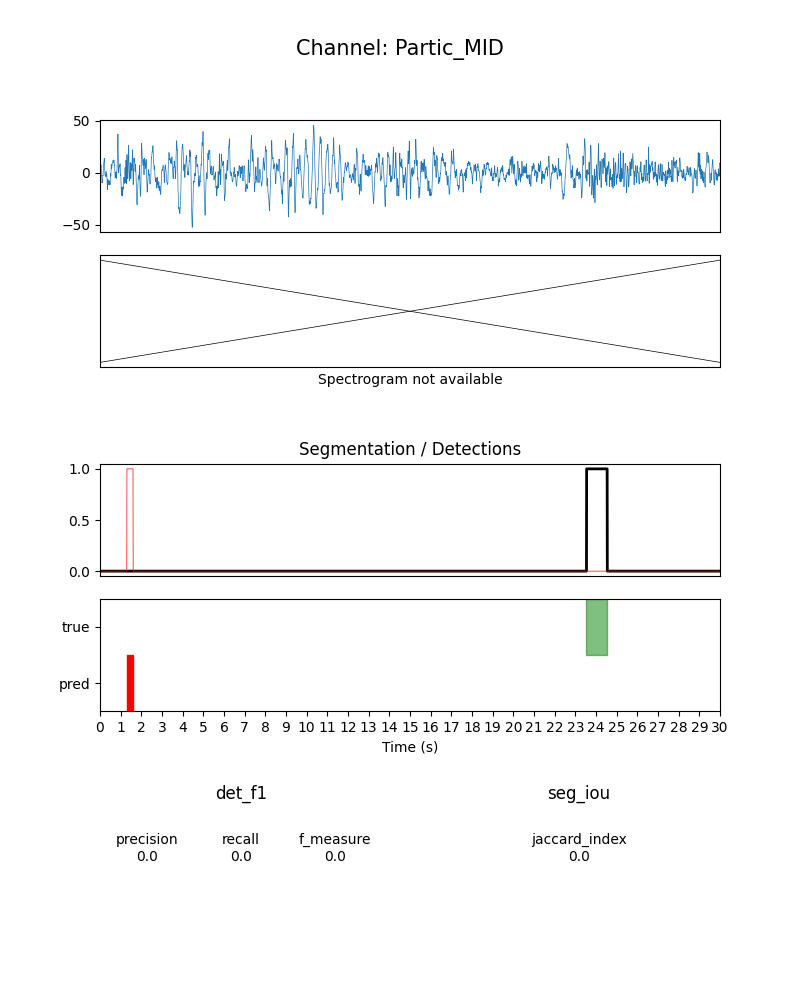 Channel: Partic_MID
50
0
−50
Spectrogram not available
Segmentation / Detections
1.0
0.5
0.0
true
pred
0 1 2 3 4 5 6 7 8 9 10 11 12 13 14 15 16 17 18 19 20 21 22 23 24 25 26 27 28 29 30
Time (s)
det_f1 seg_iou
precision recall f_measure jaccard_index
0.0 0.0 0.0 0.0